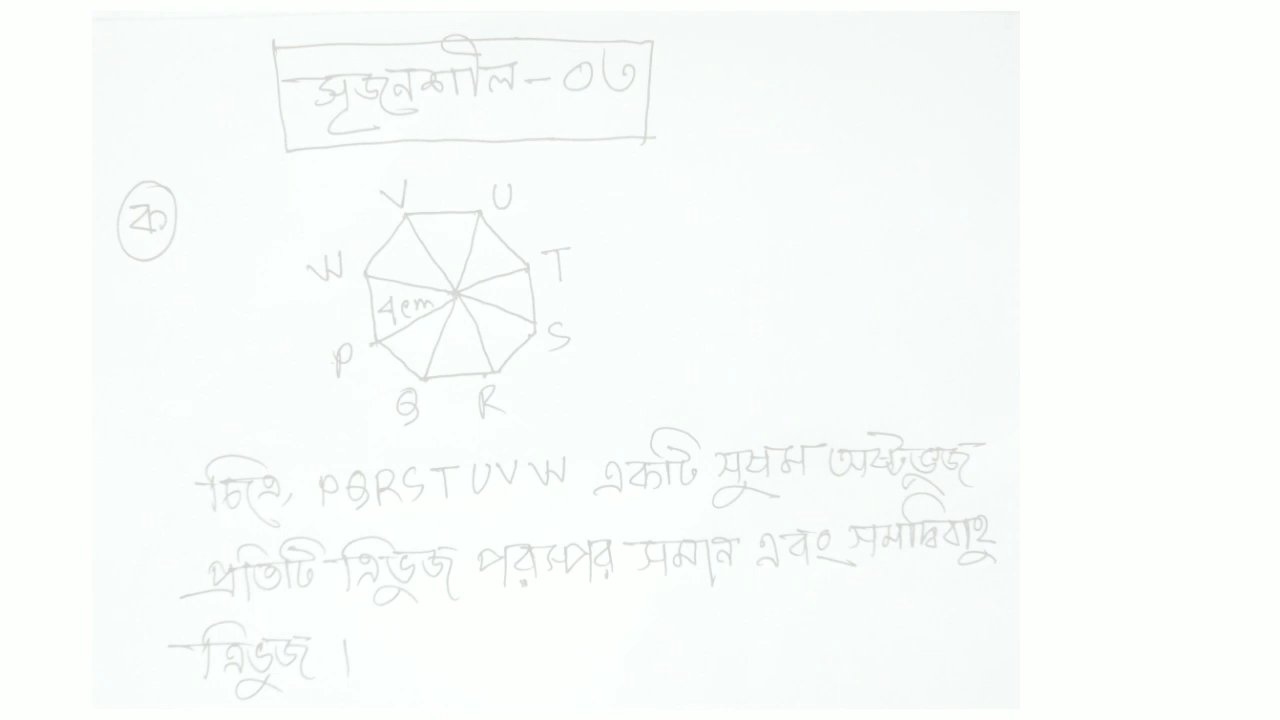 সৃজনশীল - ০৩
ক
V U
W T
4cm
P S
Q R
চিত্রে, PQRSTUVW একটি সুষম অষ্টভূজ
প্রতিটি ত্রিভুজ পরস্পর সমান এবং সমদ্বিবাহু
ত্রিভুজ ।